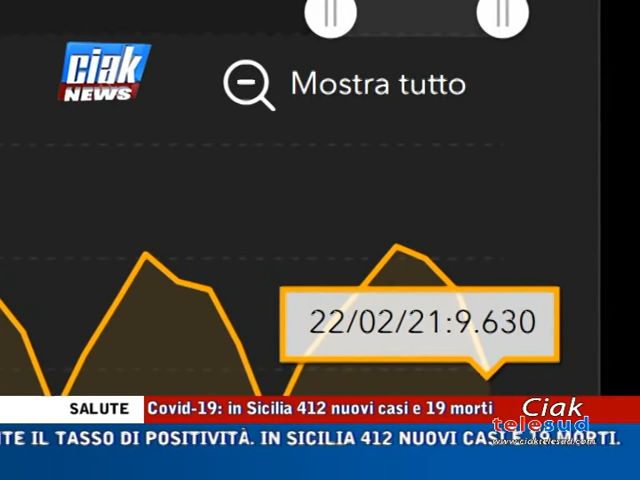 ciak
NEWS
Mostra tutto
22/02/21:9.630
SALUTE
Covid-19: in Sicilia 412 nuovi casi e 19 morti
Ciak
telesud
www.ciaktelesud.com
TE IL TASSO DI POSITIVITÀ. IN SICILIA 412 NUOVI CASI E 19 MORTI.